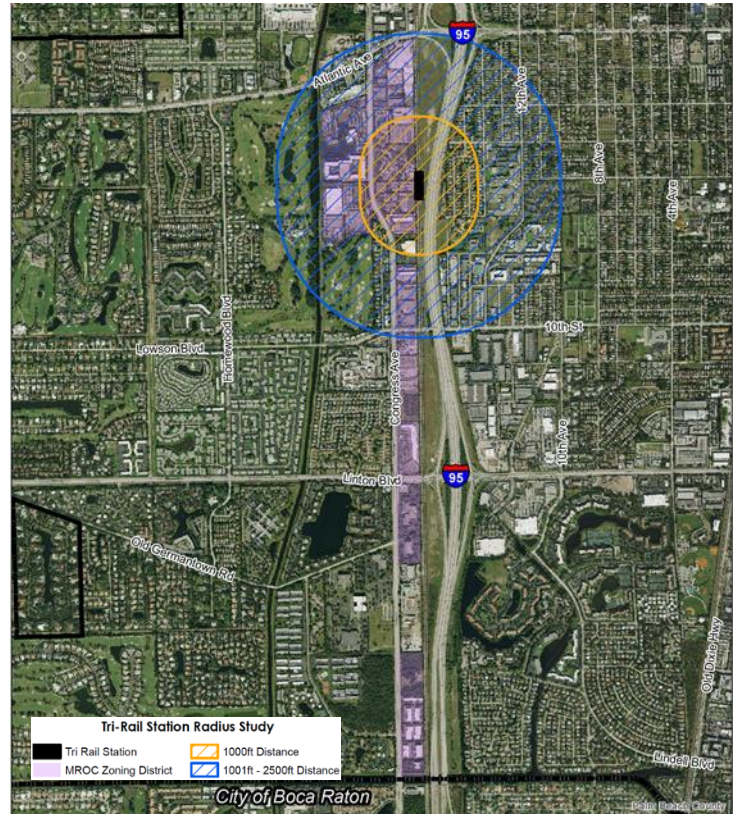 95
Atlantic Ave
12th Ave
8th Ave
4th Ave
10th St
Lowson Blvd
Homewood Blvd
Congress Ave
10th Ave
Linton Blvd
95
Old Germantown Rd
Old Dixie Hwy
Lindell Blvd
Tri-Rail Station Radius Study
Tri Rail Station
1000ft Distance
MROC Zoning District
1001ft - 2500ft Distance
City of Boca Raton
Palm Beach County